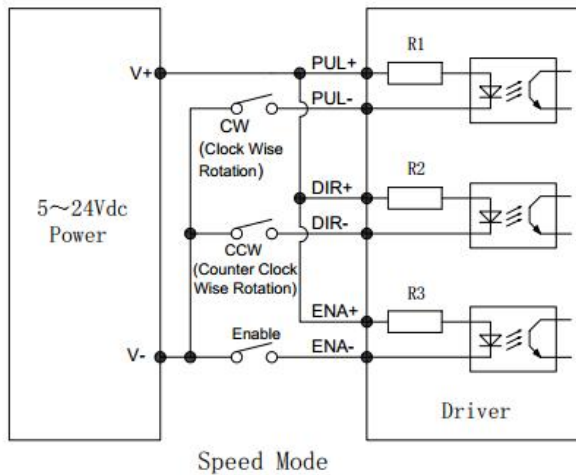 V+
PUL+
R1
PUL-
CW
(Clock Wise
Rotation)
5～24Vdc
Power
DIR+
R2
DIR-
CCW
(Counter Clock
Wise Rotation)
ENA+
R3
Enable
ENA-
V-
Driver
Speed Mode